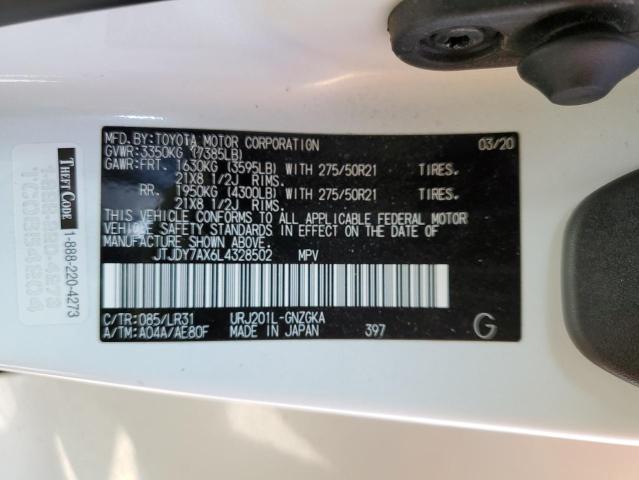 MFD.BY:TOYOTA MOTOR CORPORATION 03/20
GVWR:3350KG (7385LB)
GAWR:FRT. 1630KG (3595LB) WITH 275/50R21 TIRES.
21X8 1/2J RIMS.
RR. 1950KG (4300LB) WITH 275/50R21 TIRES.
21X8 1/2J RIMS.
THIS VEHICLE CONFORMS TO ALL APPLICABLE FEDERAL MOTOR
VEHICLE SAFETY STANDARDS IN EFFECT ON THE DATE OF
MANUFACTURE SHOWN ABOVE.
JTJDY7AX6L4328502 MPV
C/TR:085/LR31 URJ201L-GNZGKA
A/TM:A04A/AE80F MADE IN JAPAN 397 G
THEFT CODE
1-888-220-4273